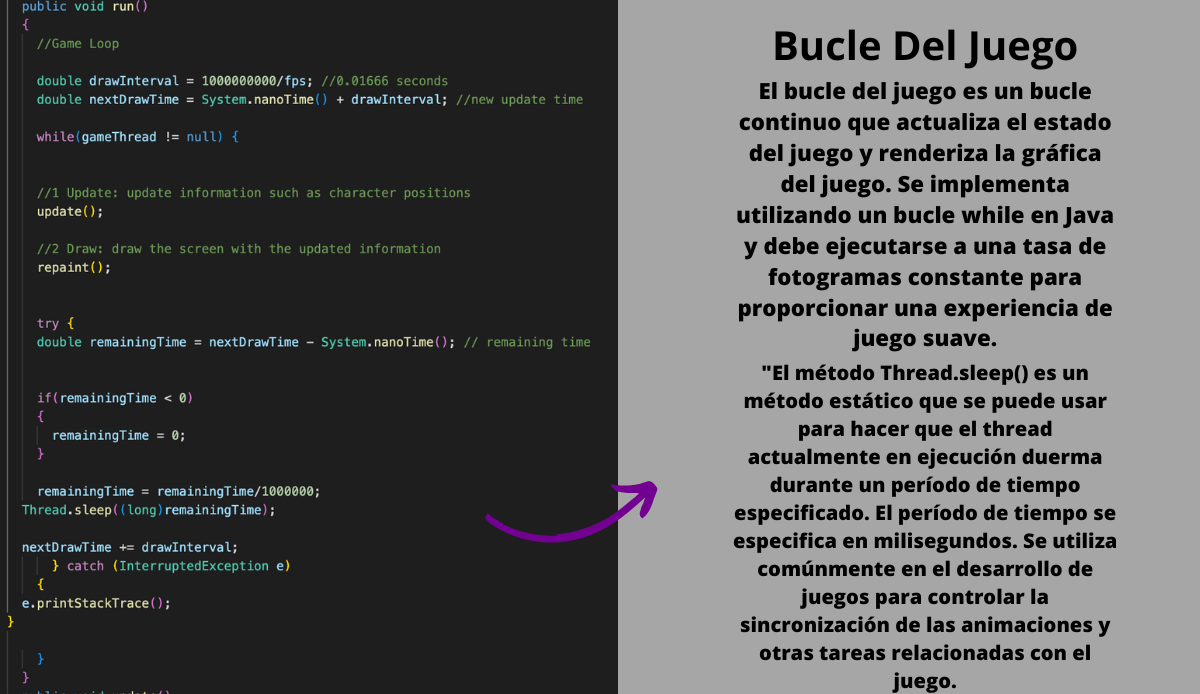 public void run()
{
//Game Loop
double drawInterval = 1000000000/fps; //0.01666 seconds
double nextDrawTime = System.nanoTime() + drawInterval; //new update time
while(gameThread != null) {
//1 Update: update information such as character positions
update();
//2 Draw: draw the screen with the updated information
repaint();
try {
double remainingTime = nextDrawTime - System.nanoTime(); // remaining time
if(remainingTime < 0)
{
remainingTime = 0;
}
remainingTime = remainingTime/1000000;
Thread.sleep((long)remainingTime);
nextDrawTime += drawInterval;
} catch (InterruptedException e)
{
e.printStackTrace();
}
}
}
public void update()
Bucle Del Juego
El bucle del juego es un bucle
continuo que actualiza el estado
del juego y renderiza la gráfica
del juego. Se implementa
utilizando un bucle while en Java
y debe ejecutarse a una tasa de
fotogramas constante para
proporcionar una experiencia de
juego suave.
"El método Thread.sleep() es un
método estático que se puede usar
para hacer que el thread
actualmente en ejecución duerma
durante un período de tiempo
especificado. El período de tiempo se
especifica en milisegundos. Se utiliza
comúnmente en el desarrollo de
juegos para controlar la
sincronización de las animaciones y
otras tareas relacionadas con el
juego.